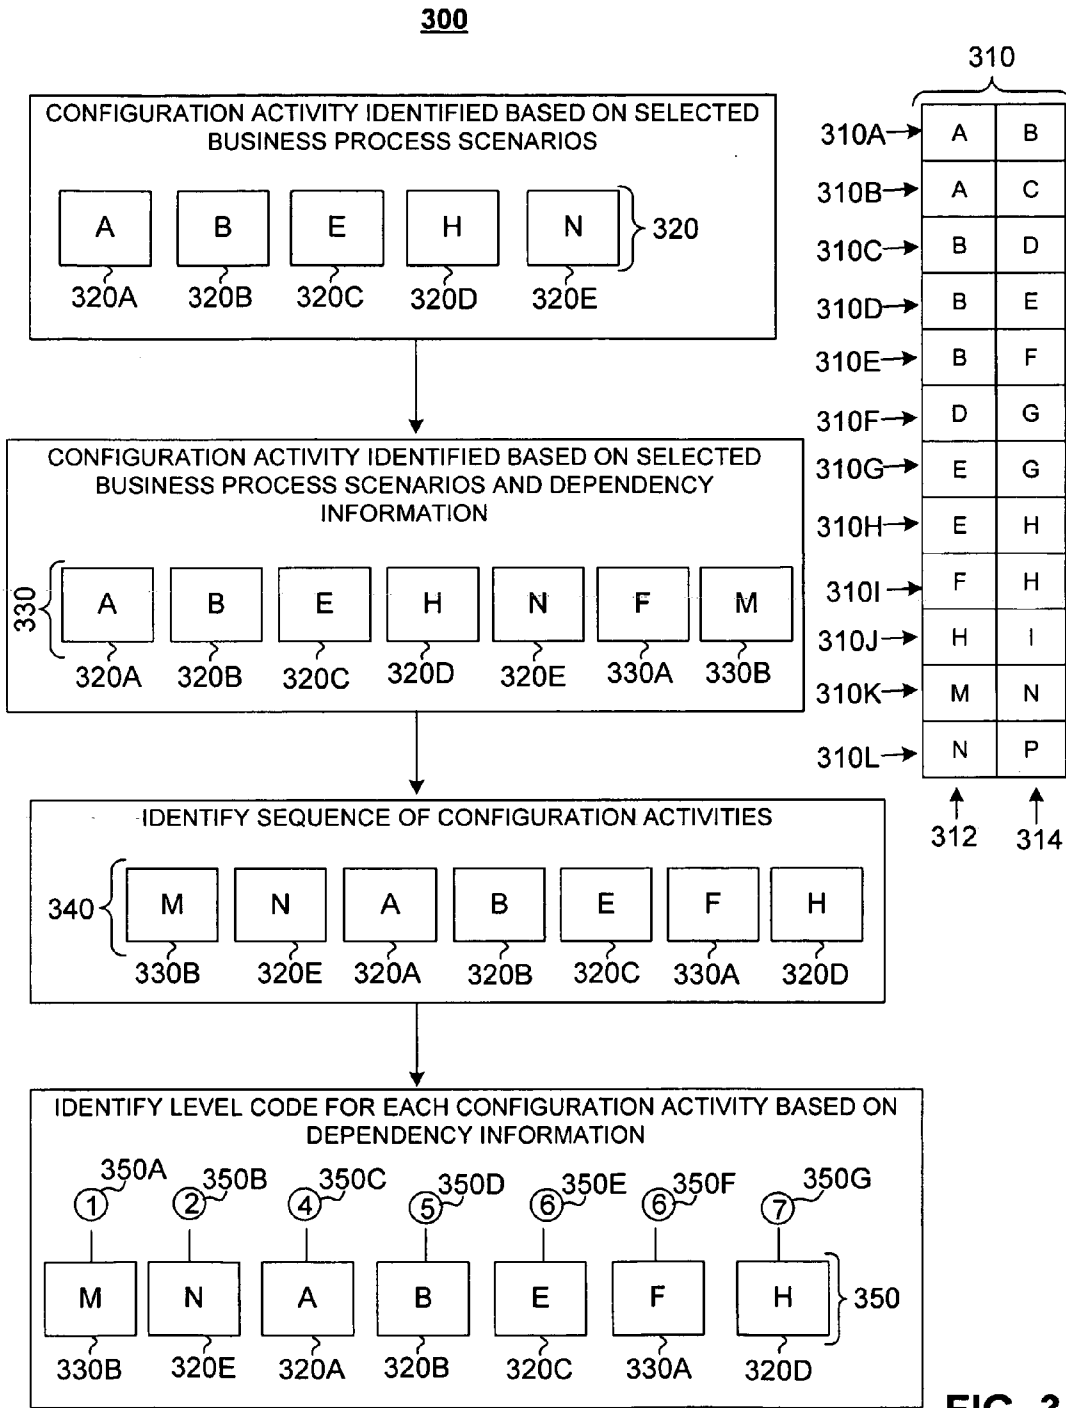 300
CONFIGURATION ACTIVITY IDENTIFIED BASED ON SELECTED
BUSINESS PROCESS SCENARIOS
A B E H N 320
320A 320B 320C 320D 320E
CONFIGURATION ACTIVITY IDENTIFIED BASED ON SELECTED
BUSINESS PROCESS SCENARIOS AND DEPENDENCY
INFORMATION
330 A B E H N F M
320A 320B 320C 320D 320E 330A 330B
IDENTIFY SEQUENCE OF CONFIGURATION ACTIVITIES
340 M N A B E F H
330B 320E 320A 320B 320C 330A 320D
IDENTIFY LEVEL CODE FOR EACH CONFIGURATION ACTIVITY BASED ON
DEPENDENCY INFORMATION
1 350A 2 350B 4 350C 5 350D 6 350E 6 350F 7 350G
M N A B E F H 350
330B 320E 320A 320B 320C 330A 320D
310
310A A B
310B A C
310C B D
310D B E
310E B F
310F D G
310G E G
310H E H
310I F H
310J H I
310K M N
310L N P
312 314
FIG. 3